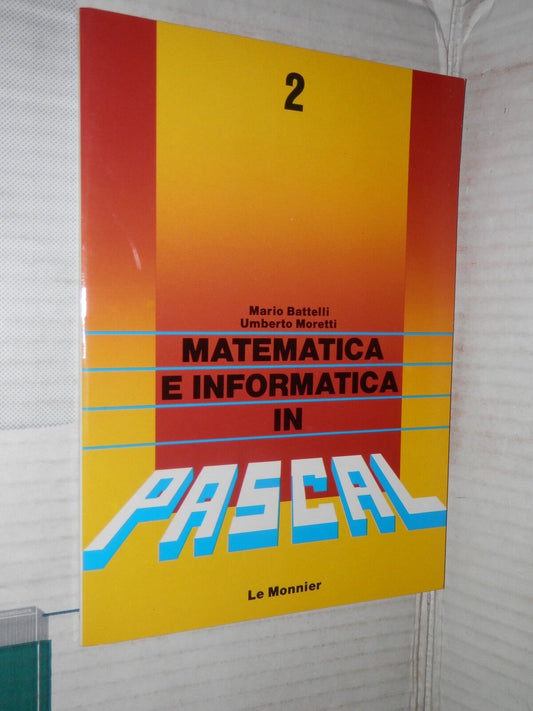 2
Mario Battelli
Umberto Moretti
MATEMATICA
E INFORMATICA
IN
PASCAL
Le Monnier